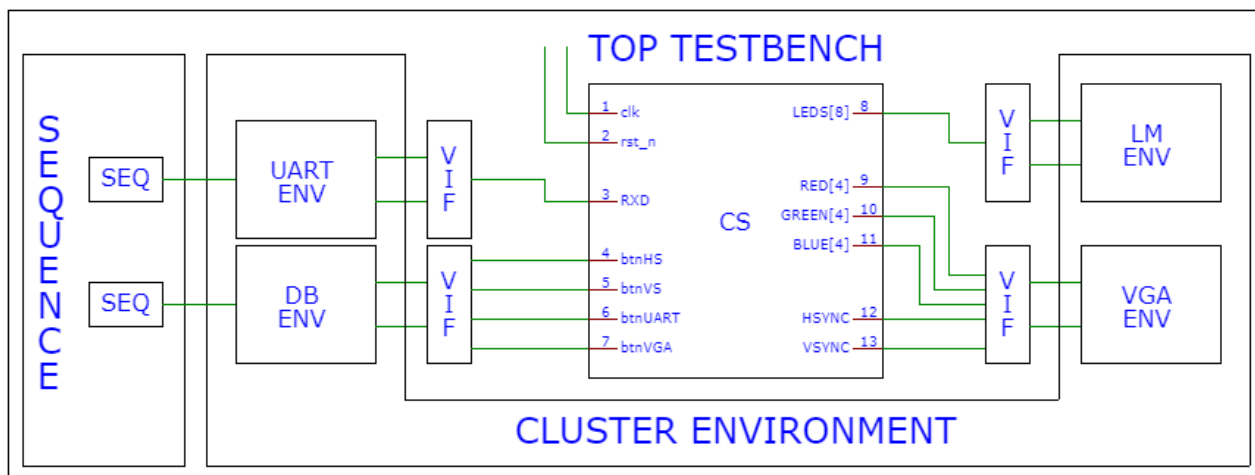 TOP TESTBENCH
SEQUENCE
SEQ
SEQ
UART
ENV
DB
ENV
VIF
VIF
1 clk
2 rst_n
3 RXD
4 btnHS
5 btnVS
6 btnUART
7 btnVGA
CS
LEDS[8] 8
RED[4] 9
GREEN[4] 10
BLUE[4] 11
HSYNC 12
VSYNC 13
VIF
VIF
LM
ENV
VGA
ENV
CLUSTER ENVIRONMENT